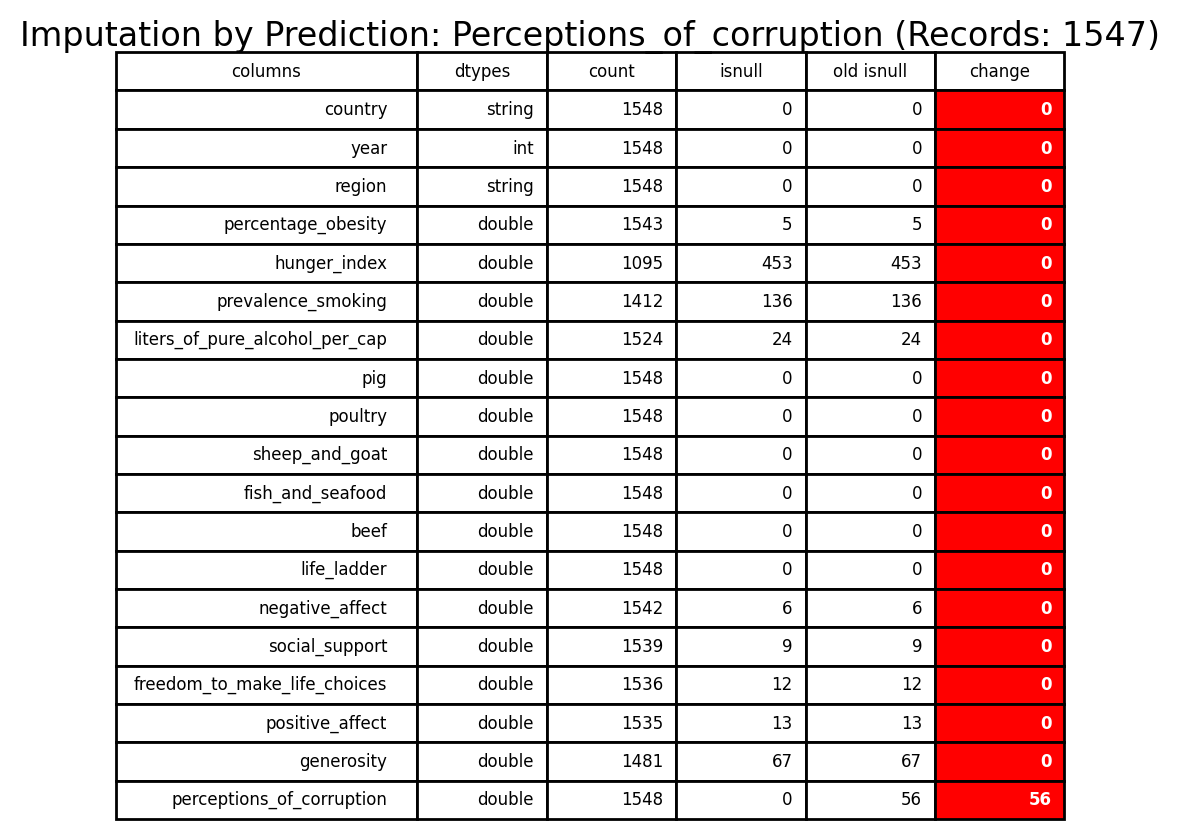 Imputation by Prediction: Perceptions_of_corruption (Records: 1547)
columns dtypes count isnull old isnull change
country string 1548 0 0 0
year int 1548 0 0 0
region string 1548 0 0 0
percentage_obesity double 1543 5 5 0
hunger_index double 1095 453 453 0
prevalence_smoking double 1412 136 136 0
liters_of_pure_alcohol_per_cap double 1524 24 24 0
pig double 1548 0 0 0
poultry double 1548 0 0 0
sheep_and_goat double 1548 0 0 0
fish_and_seafood double 1548 0 0 0
beef double 1548 0 0 0
life_ladder double 1548 0 0 0
negative_affect double 1542 6 6 0
social_support double 1539 9 9 0
freedom_to_make_life_choices double 1536 12 12 0
positive_affect double 1535 13 13 0
generosity double 1481 67 67 0
perceptions_of_corruption double 1548 0 56 56